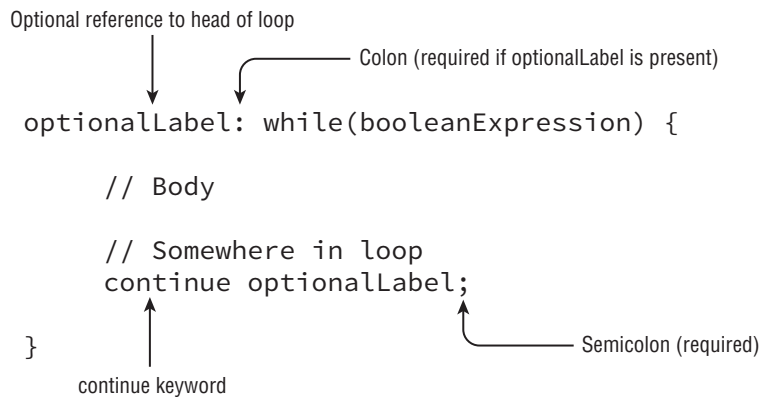 Optional reference to head of loop
Colon (required if optionalLabel is present)
optionalLabel: while(booleanExpression) {
// Body
// Somewhere in loop
continue optionalLabel;
}
Semicolon (required)
continue keyword